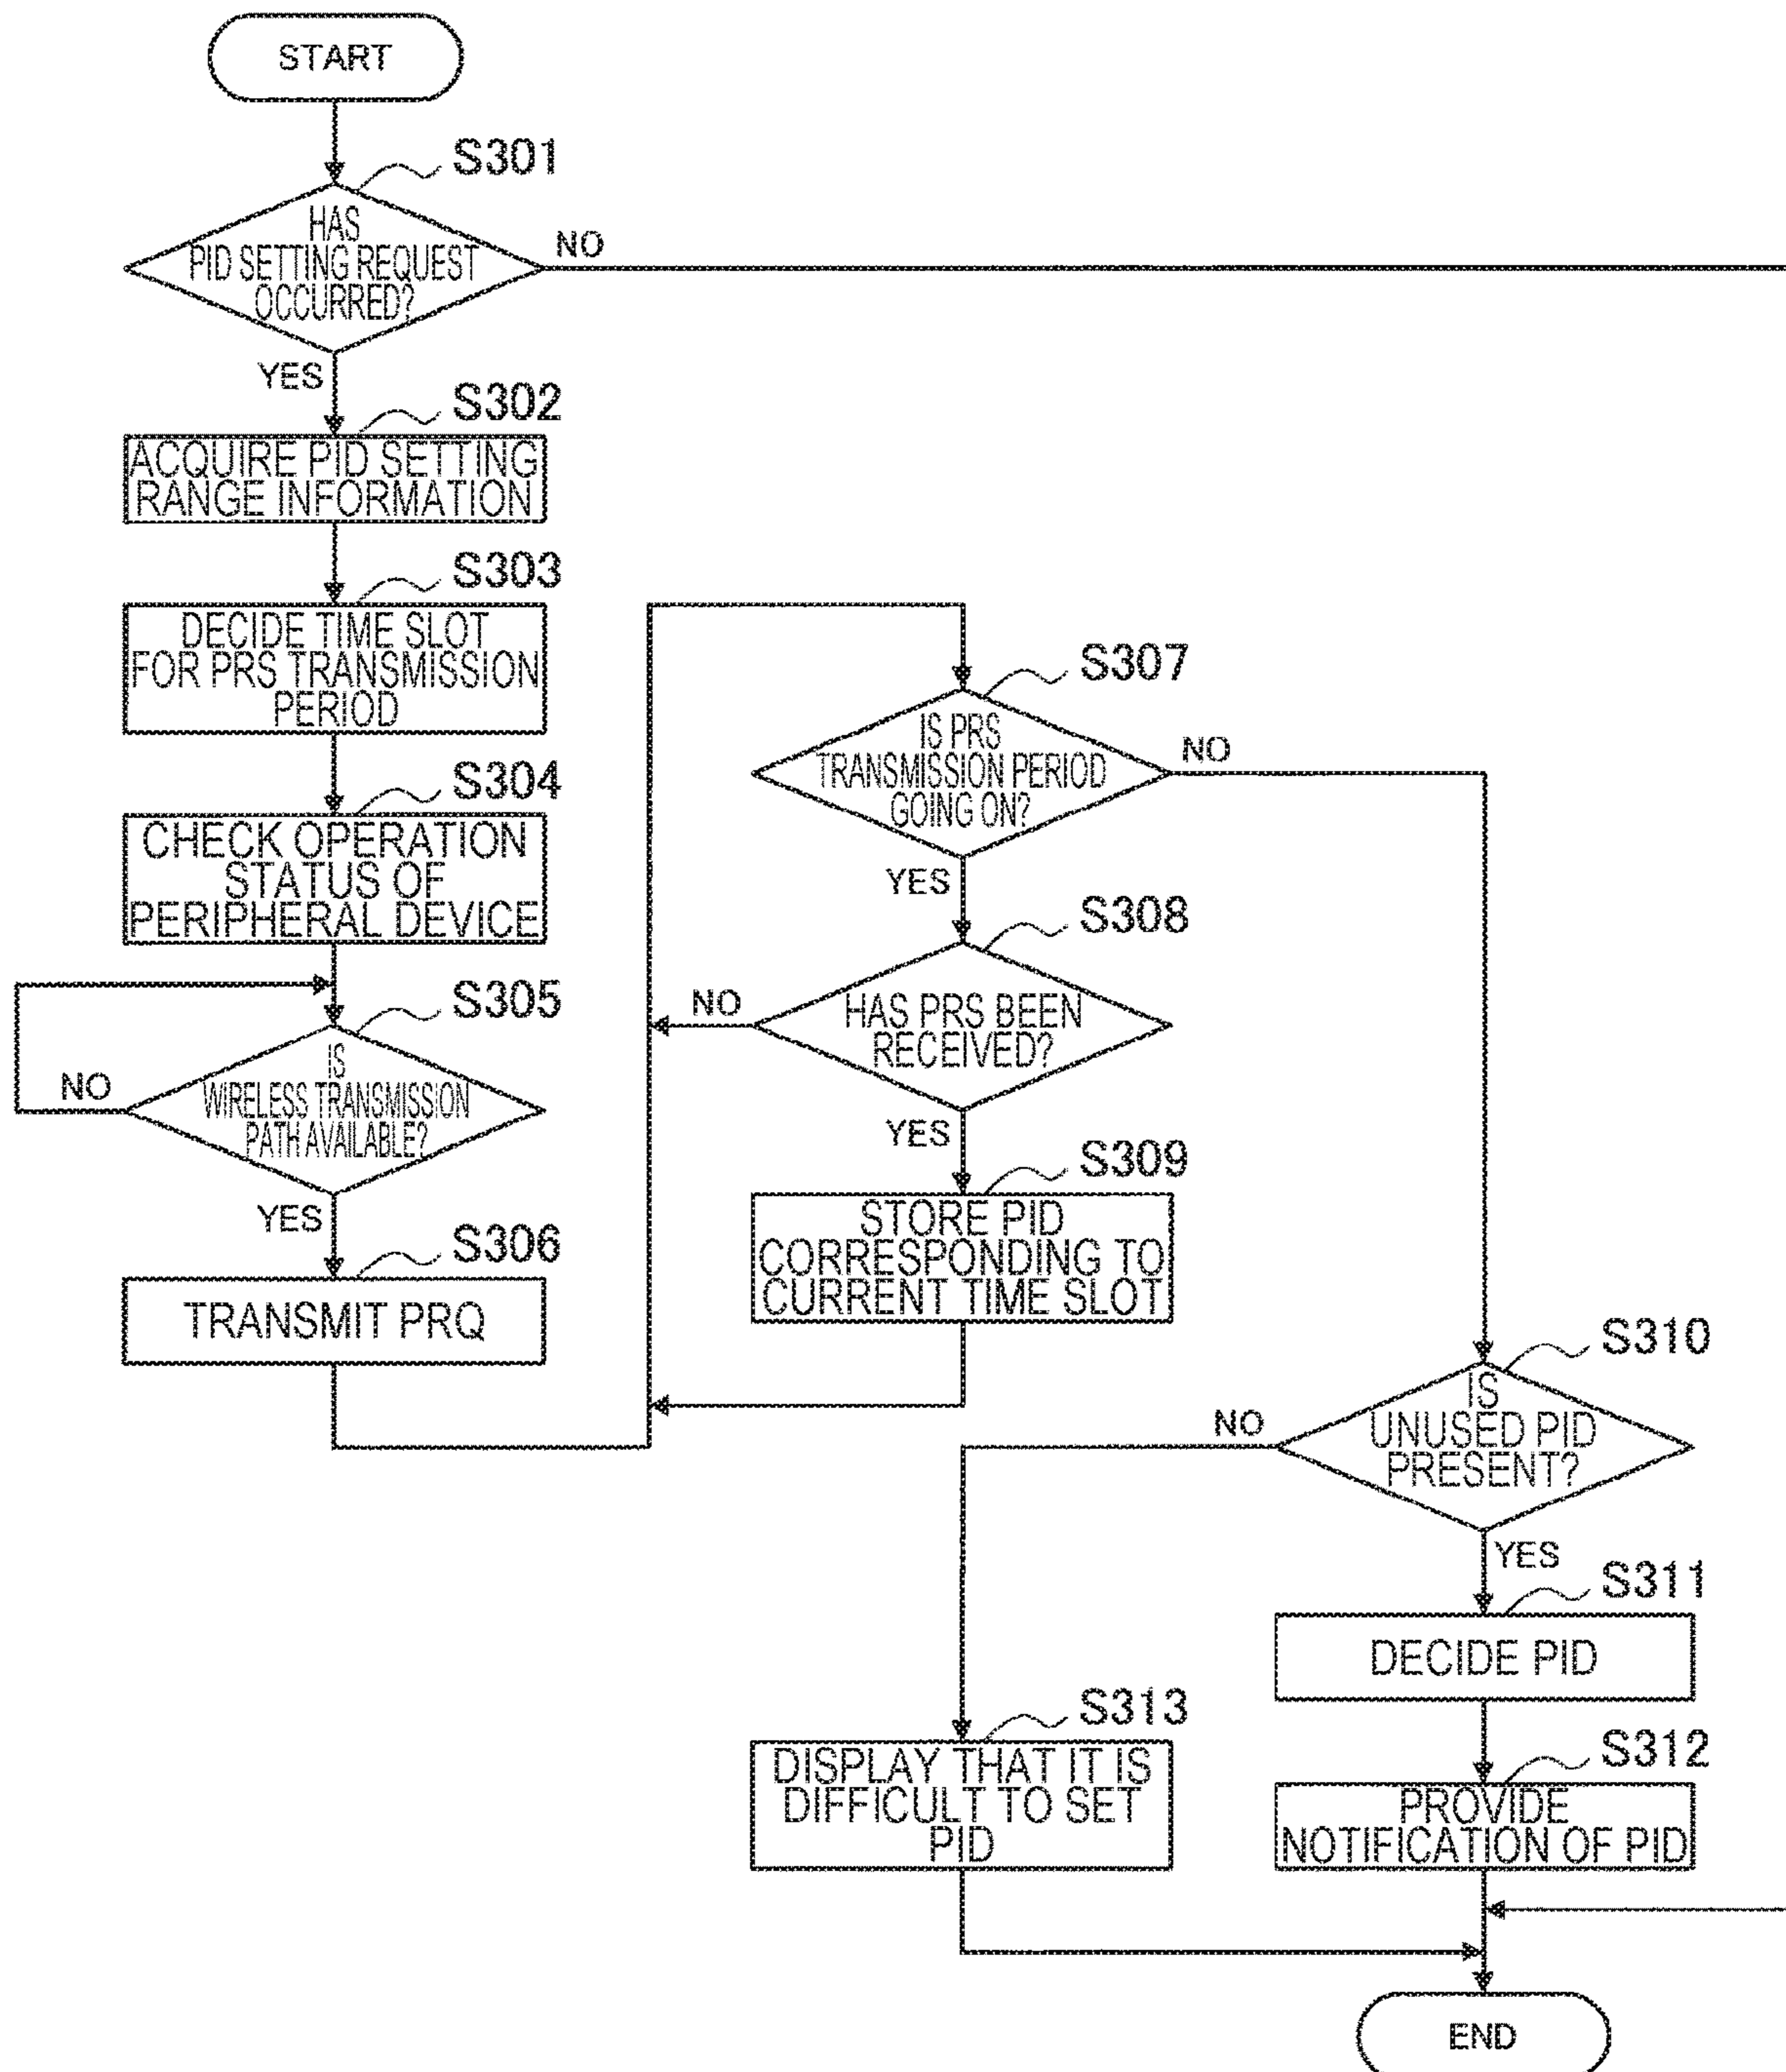 START
S301
HAS
PID SETTING REQUEST
OCCURRED?
NO
YES
S302
ACQUIRE PID SETTING
RANGE INFORMATION
S303
DECIDE TIME SLOT
FOR PRS TRANSMISSION
PERIOD
S304
CHECK OPERATION
STATUS OF
PERIPHERAL DEVICE
S305
IS
WIRELESS TRANSMISSION
PATH AVAILABLE?
NO
YES
S306
TRANSMIT PRQ
S307
IS PRS
TRANSMISSION PERIOD
GOING ON?
NO
YES
S308
HAS PRS BEEN
RECEIVED?
NO
YES
S309
STORE PID
CORRESPONDING TO
CURRENT TIME SLOT
S310
IS
UNUSED PID
PRESENT?
NO
YES
S311
DECIDE PID
S312
PROVIDE
NOTIFICATION OF PID
S313
DISPLAY THAT IT IS
DIFFICULT TO SET
PID
END